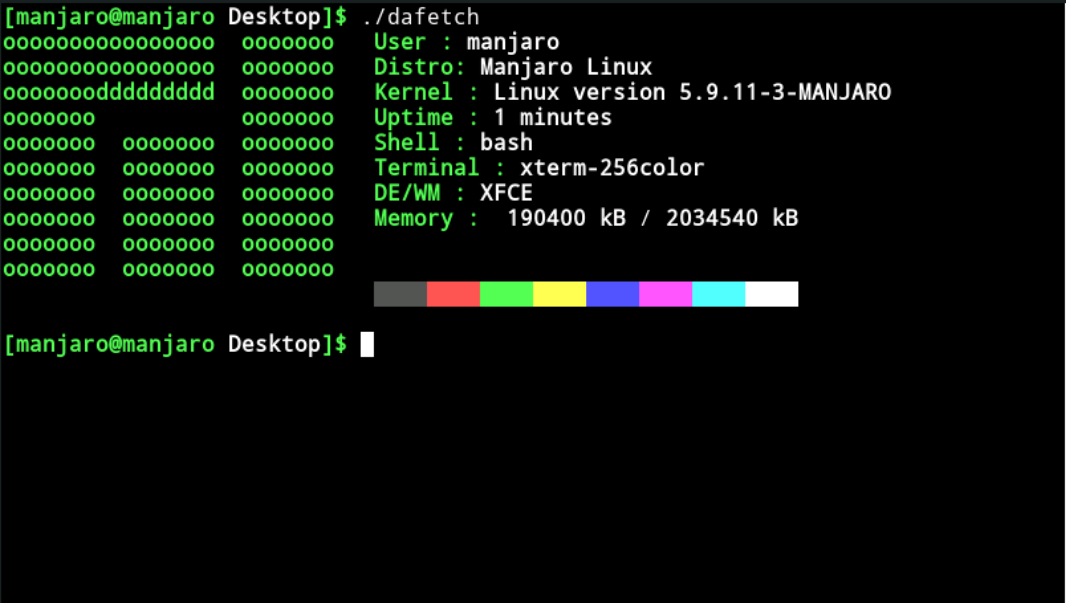 [manjaro@manjaro Desktop]$ ./dafetch
oooooooooooooooo  ooooooo   User : manjaro
oooooooooooooooo  ooooooo   Distro: Manjaro Linux
oooooooddddddddd  ooooooo   Kernel : Linux version 5.9.11-3-MANJARO
ooooooo           ooooooo   Uptime : 1 minutes
ooooooo  ooooooo  ooooooo   Shell : bash
ooooooo  ooooooo  ooooooo   Terminal : xterm-256color
ooooooo  ooooooo  ooooooo   DE/WM : XFCE
ooooooo  ooooooo  ooooooo   Memory :  190400 kB / 2034540 kB
ooooooo  ooooooo  ooooooo
ooooooo  ooooooo  ooooooo
[manjaro@manjaro Desktop]$